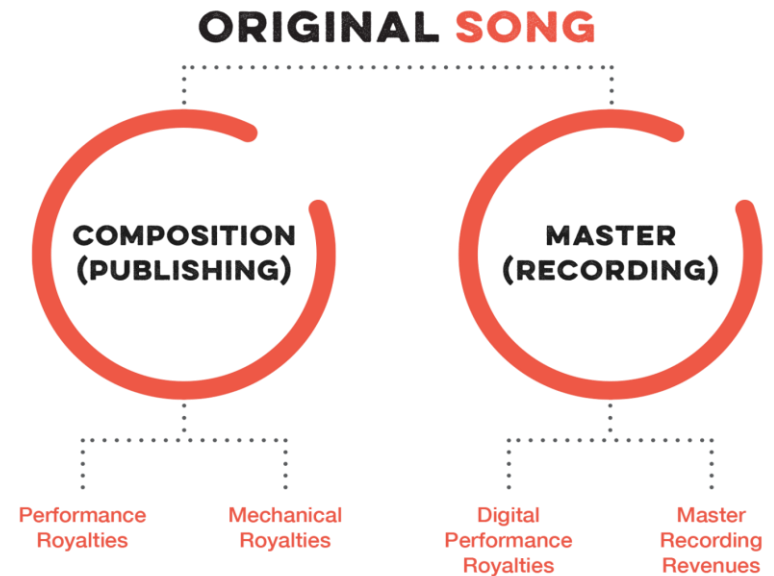 ORIGINAL SONG
COMPOSITION
(PUBLISHING)
MASTER
(RECORDING)
Performance
Royalties
Mechanical
Royalties
Digital
Performance
Royalties
Master
Recording
Revenues